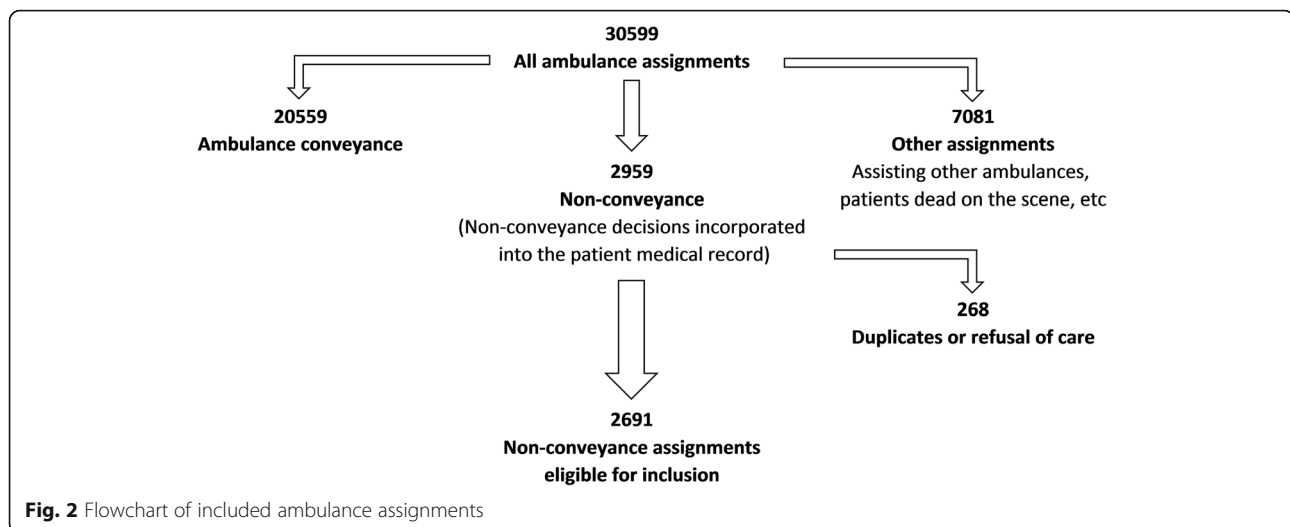 30599
All ambulance assignments
20559
Ambulance conveyance
7081
Other assignments
Assisting other ambulances,
patients dead on the scene, etc
2959
Non-conveyance
(Non-conveyance decisions incorporated
into the patient medical record)
268
Duplicates or refusal of care
2691
Non-conveyance assignments
eligible for inclusion
Fig. 2 Flowchart of included ambulance assignments